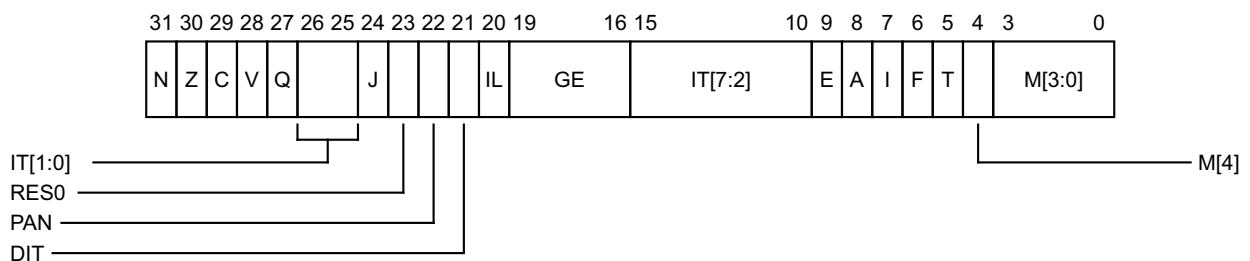 31 30 29 28 27 26 25 24 23 22 21 20 19 16 15 10 9 8 7 6 5 4 3 0
N Z C V Q J IL GE IT[7:2] E A I F T M[3:0]
IT[1:0] M[4]
RES0
PAN
DIT